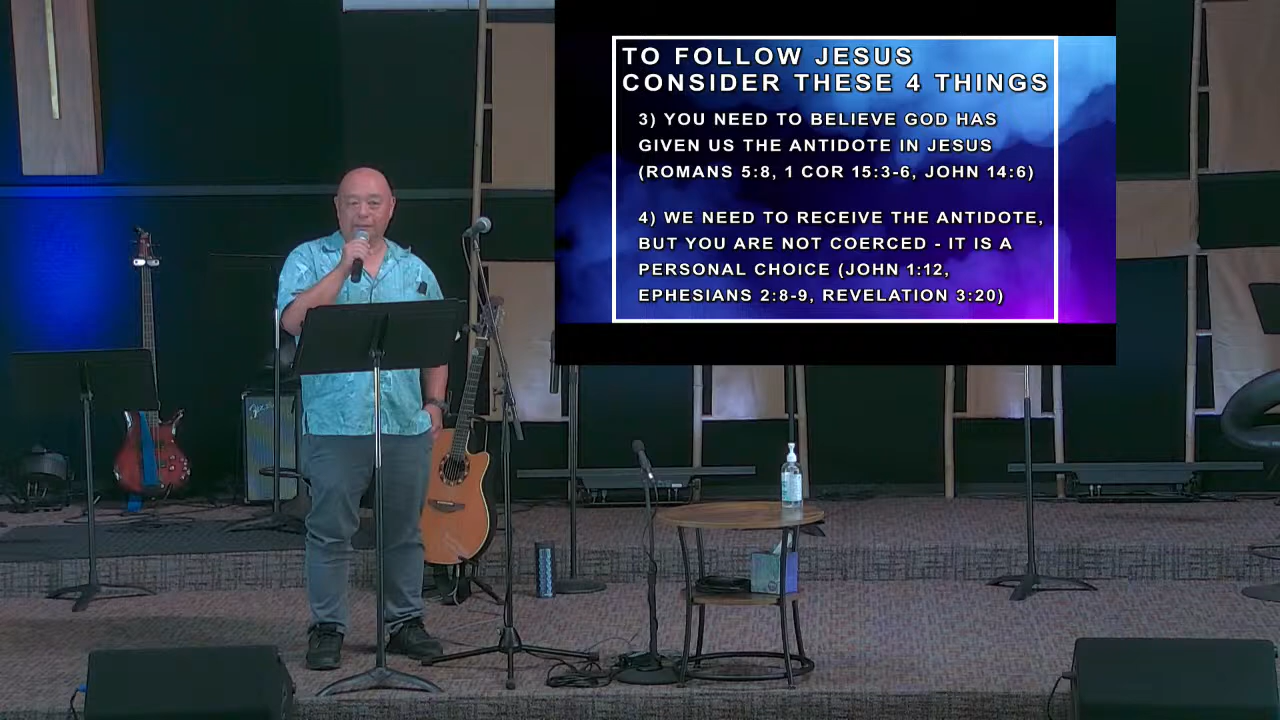 TO FOLLOW JESUS
CONSIDER THESE 4 THINGS
3) YOU NEED TO BELIEVE GOD HAS
GIVEN US THE ANTIDOTE IN JESUS
(ROMANS 5:8, 1 COR 15:3-6, JOHN 14:6)
4) WE NEED TO RECEIVE THE ANTIDOTE,
BUT YOU ARE NOT COERCED - IT IS A
PERSONAL CHOICE (JOHN 1:12,
EPHESIANS 2:8-9, REVELATION 3:20)
Fender